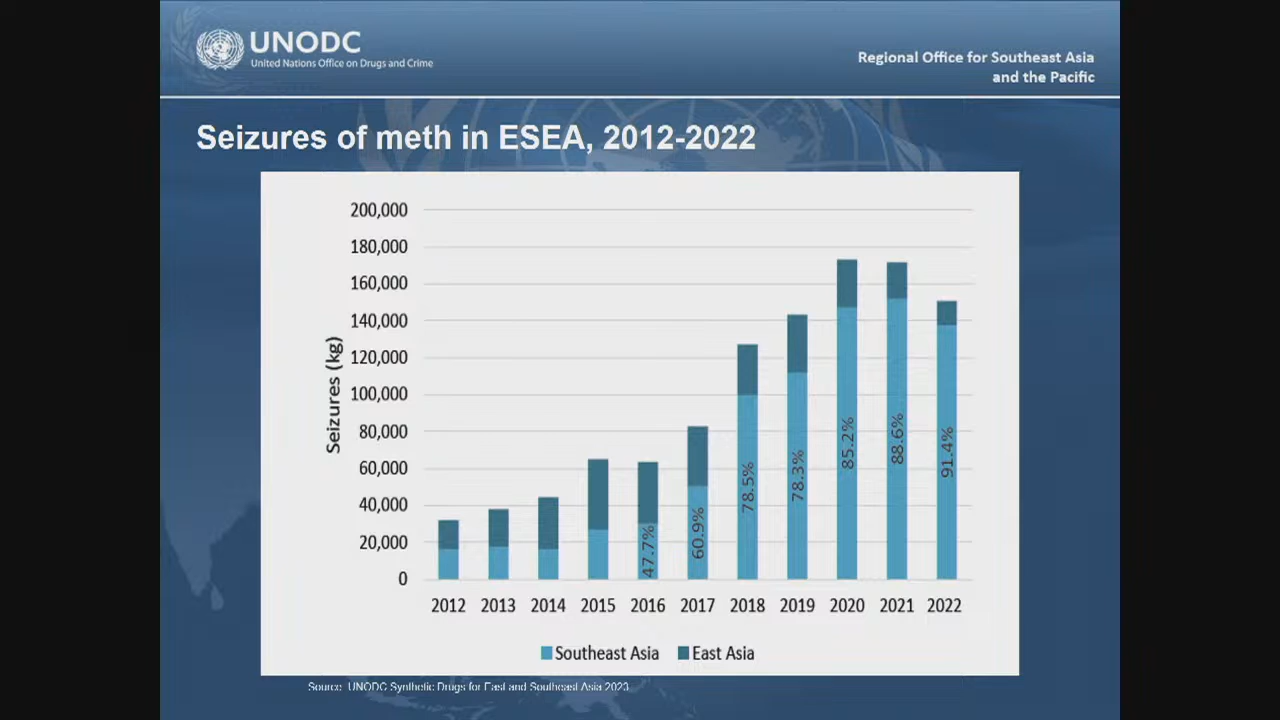 UNODC
United Nations Office on Drugs and Crime
Regional Office for Southeast Asia
and the Pacific
Seizures of meth in ESEA, 2012-2022
200,000
180,000
160,000
140,000
120,000
100,000
80,000
60,000
40,000
20,000
0
Seizures (kg)
47.7%
60.9%
78.5%
78.3%
85.2%
88.6%
91.4%
2012 2013 2014 2015 2016 2017 2018 2019 2020 2021 2022
Southeast Asia East Asia
Source: UNODC Synthetic Drugs for East and Southeast Asia 2023